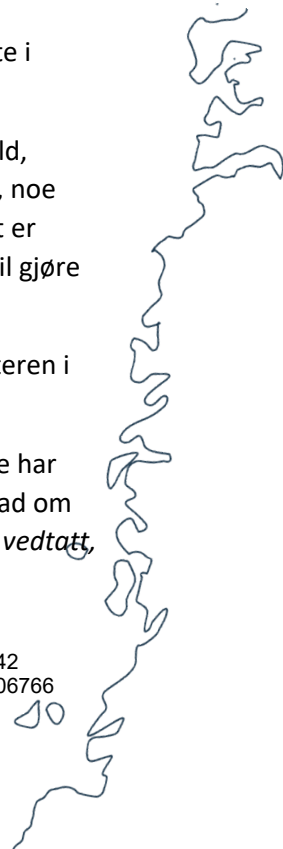 te i
ld,
, noe
t er
il gjøre
teren i
e har
ad om
vedtatt,
42
06766